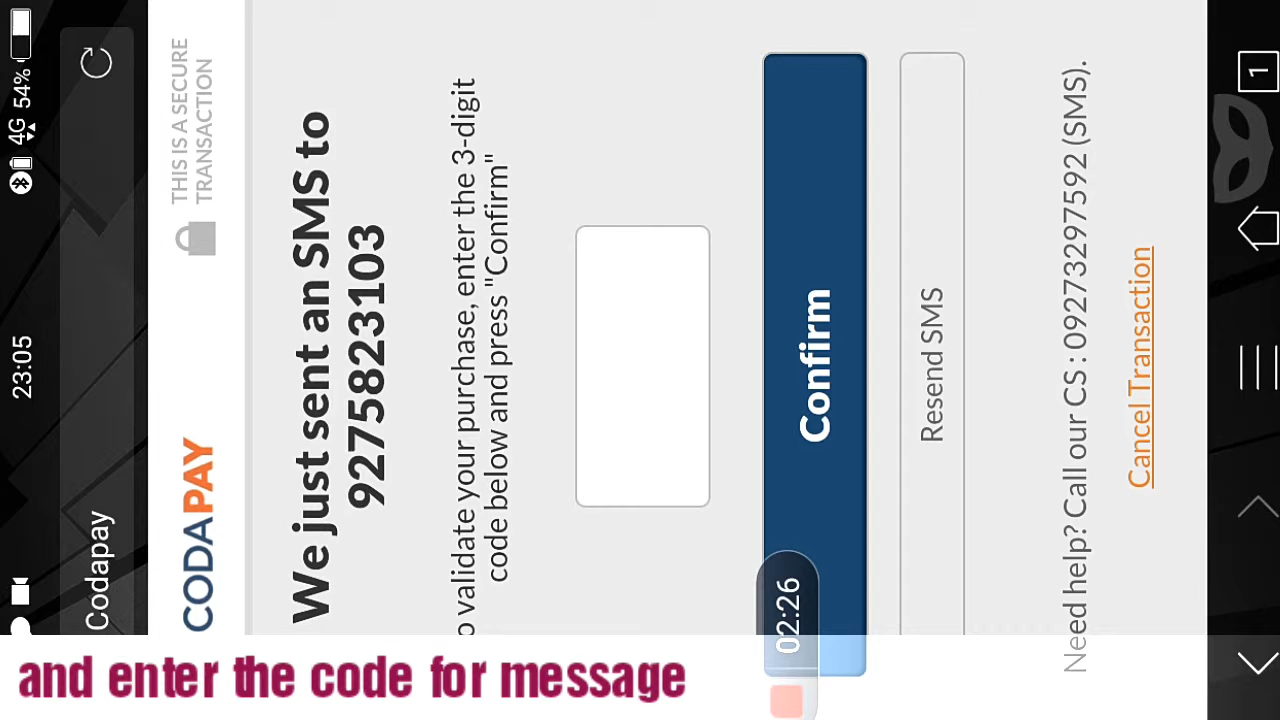 4G 54%
23:05
Codapay
CODAPAY
THIS IS A SECURE
TRANSACTION
We just sent an SMS to
9275823103
o validate your purchase, enter the 3-digit
code below and press "Confirm"
Confirm
Resend SMS
Need help? Call our CS : 09273297592 (SMS).
Cancel Transaction
02:26
1
and enter the code for message